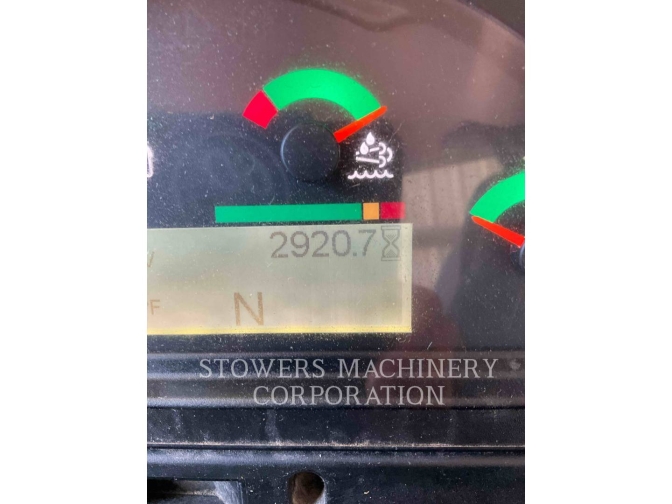 2920.7
F
N
STOWERS MACHINERY
CORPORATION